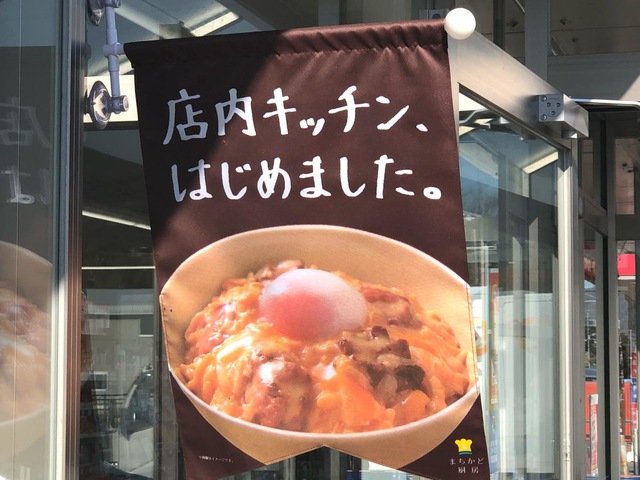 店内キッチン、
はじめました。
まちかど
厨房